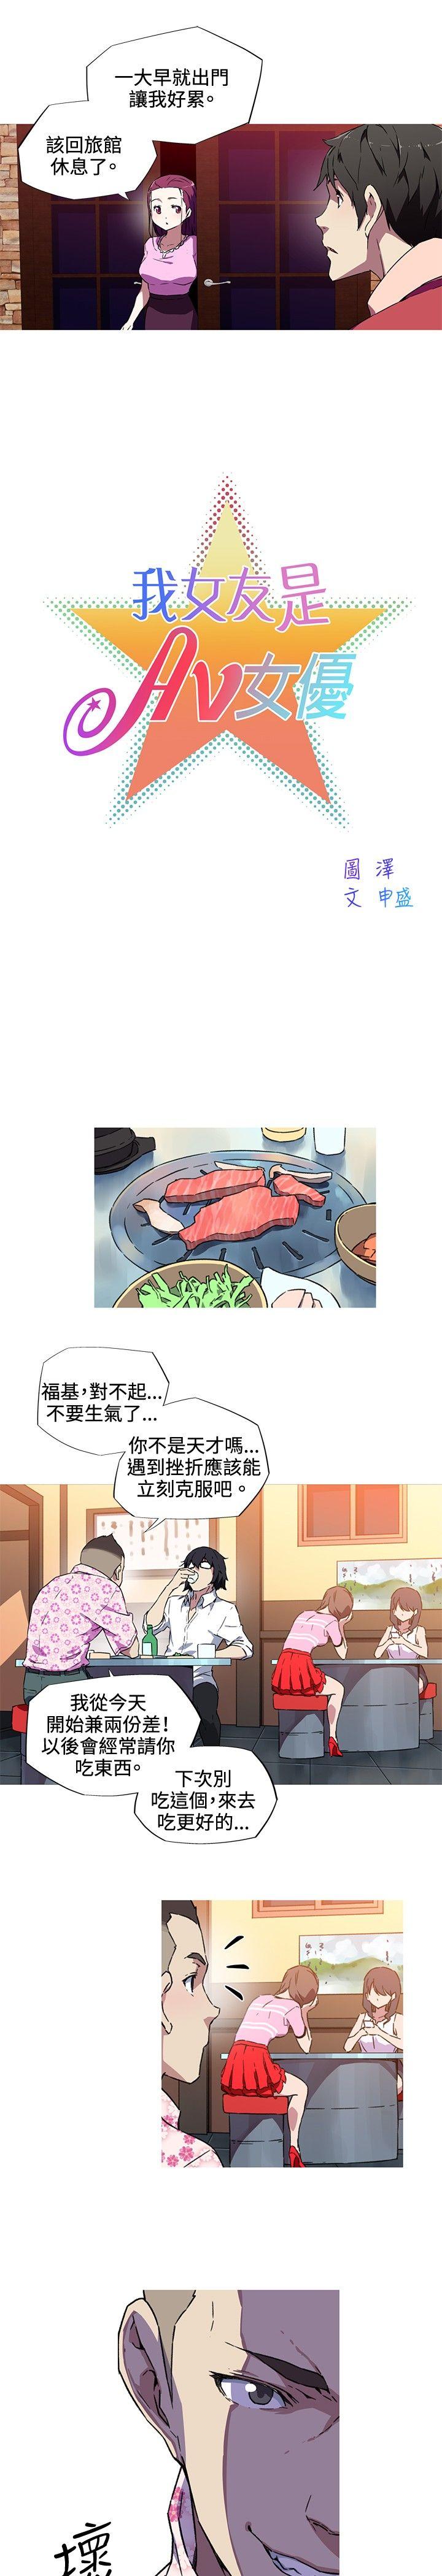 一大早就出門
讓我好累。
該回旅館
休息了。
我女友是
AV女優
圖 澤
文 申盛
福基,對不起...
不要生氣了...
你不是天才嗎...
遇到挫折應該能
立刻克服吧。
我從今天
開始兼兩份差!
以後會經常請你
吃東西。
下次別
吃這個,來去
吃更好的...
壞